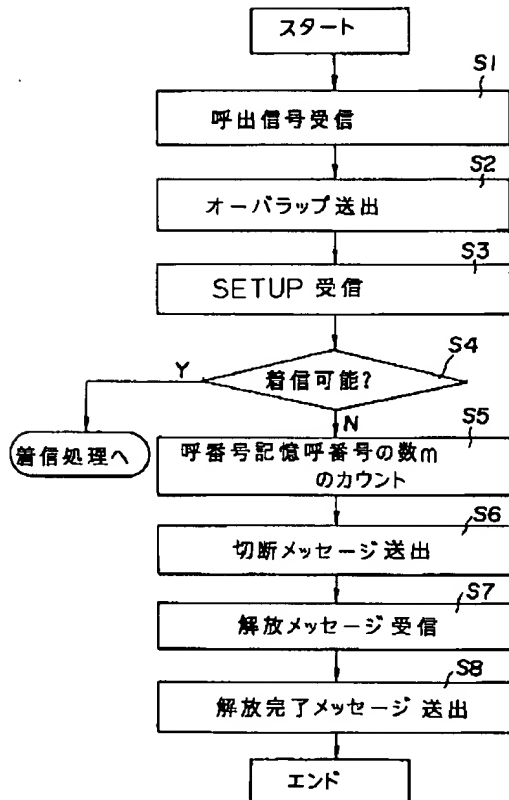 スタート
S1
呼出信号受信
S2
オーバラップ送出
S3
SETUP 受信
S4
着信可能?
Y
N
着信処理へ
S5
呼番号記憶呼番号の数m
のカウント
S6
切断メッセージ送出
S7
解放メッセージ受信
S8
解放完了メッセージ送出
エンド